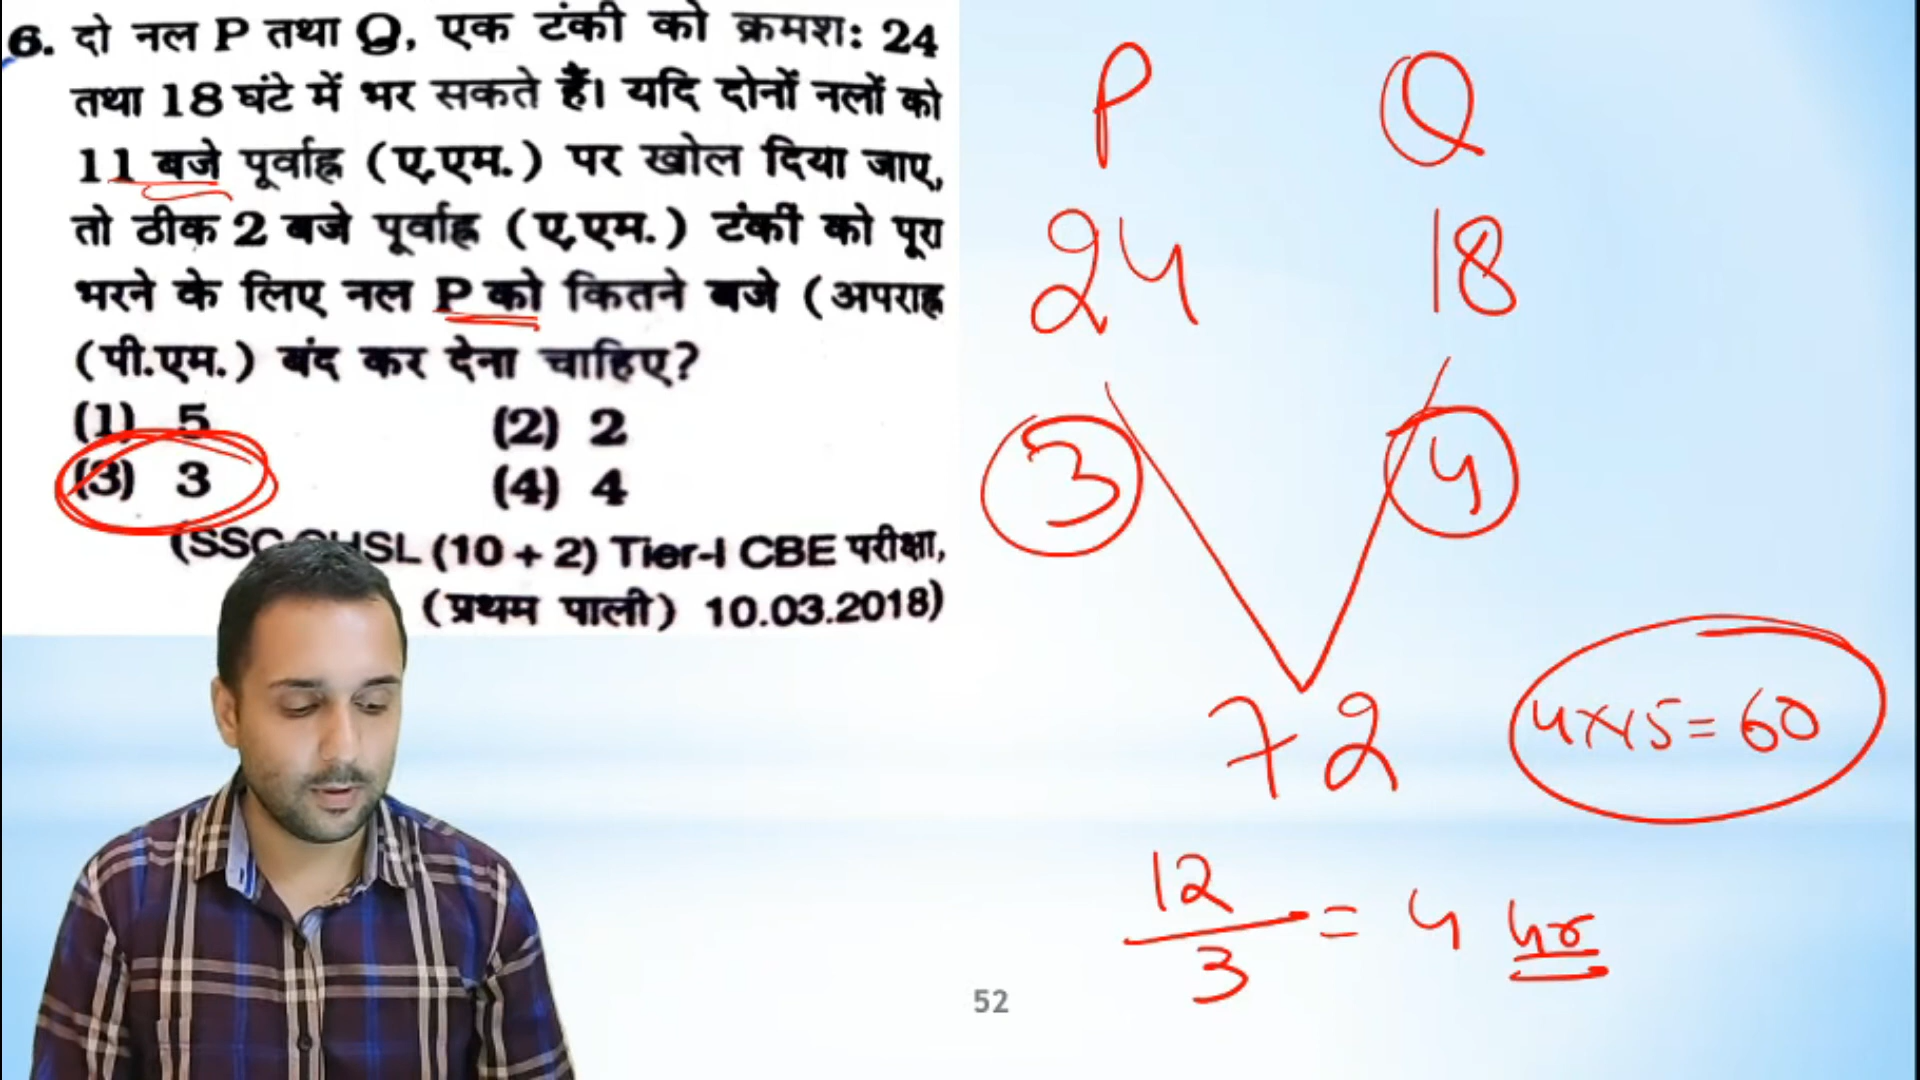 6. दो नल P तथा Q, एक टंकी को क्रमश: 24
तथा 18 घंटे में भर सकते हैं। यदि दोनों नलों को
11 बजे पूर्वाह्न (ए.एम.) पर खोल दिया जाए,
तो ठीक 2 बजे पूर्वाह्न (ए.एम.) टंकी को पूरा
भरने के लिए नल P को कितने बजे (अपराह्न
(पी.एम.) बंद कर देना चाहिए?
(1) 5 (2) 2
(3) 3 (4) 4
(SSC CHSL (10 + 2) Tier-I CBE परीक्षा,
(प्रथम पाली) 10.03.2018)
P Q
24 18
3 4
72
4×15=60
12
3
= 4 hr
52